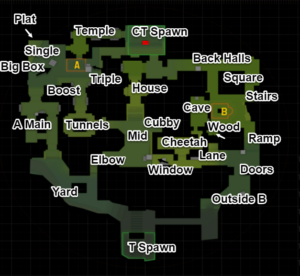 Plat
Temple
CT Spawn
Single
Big Box
A
Triple
Back Halls
Boost
House
Square
Stairs
Cave
B
A Main
Tunnels
Cubby
Wood
Mid
Cheetah
Ramp
Elbow
Lane
Window
Doors
Yard
Outside B
T Spawn